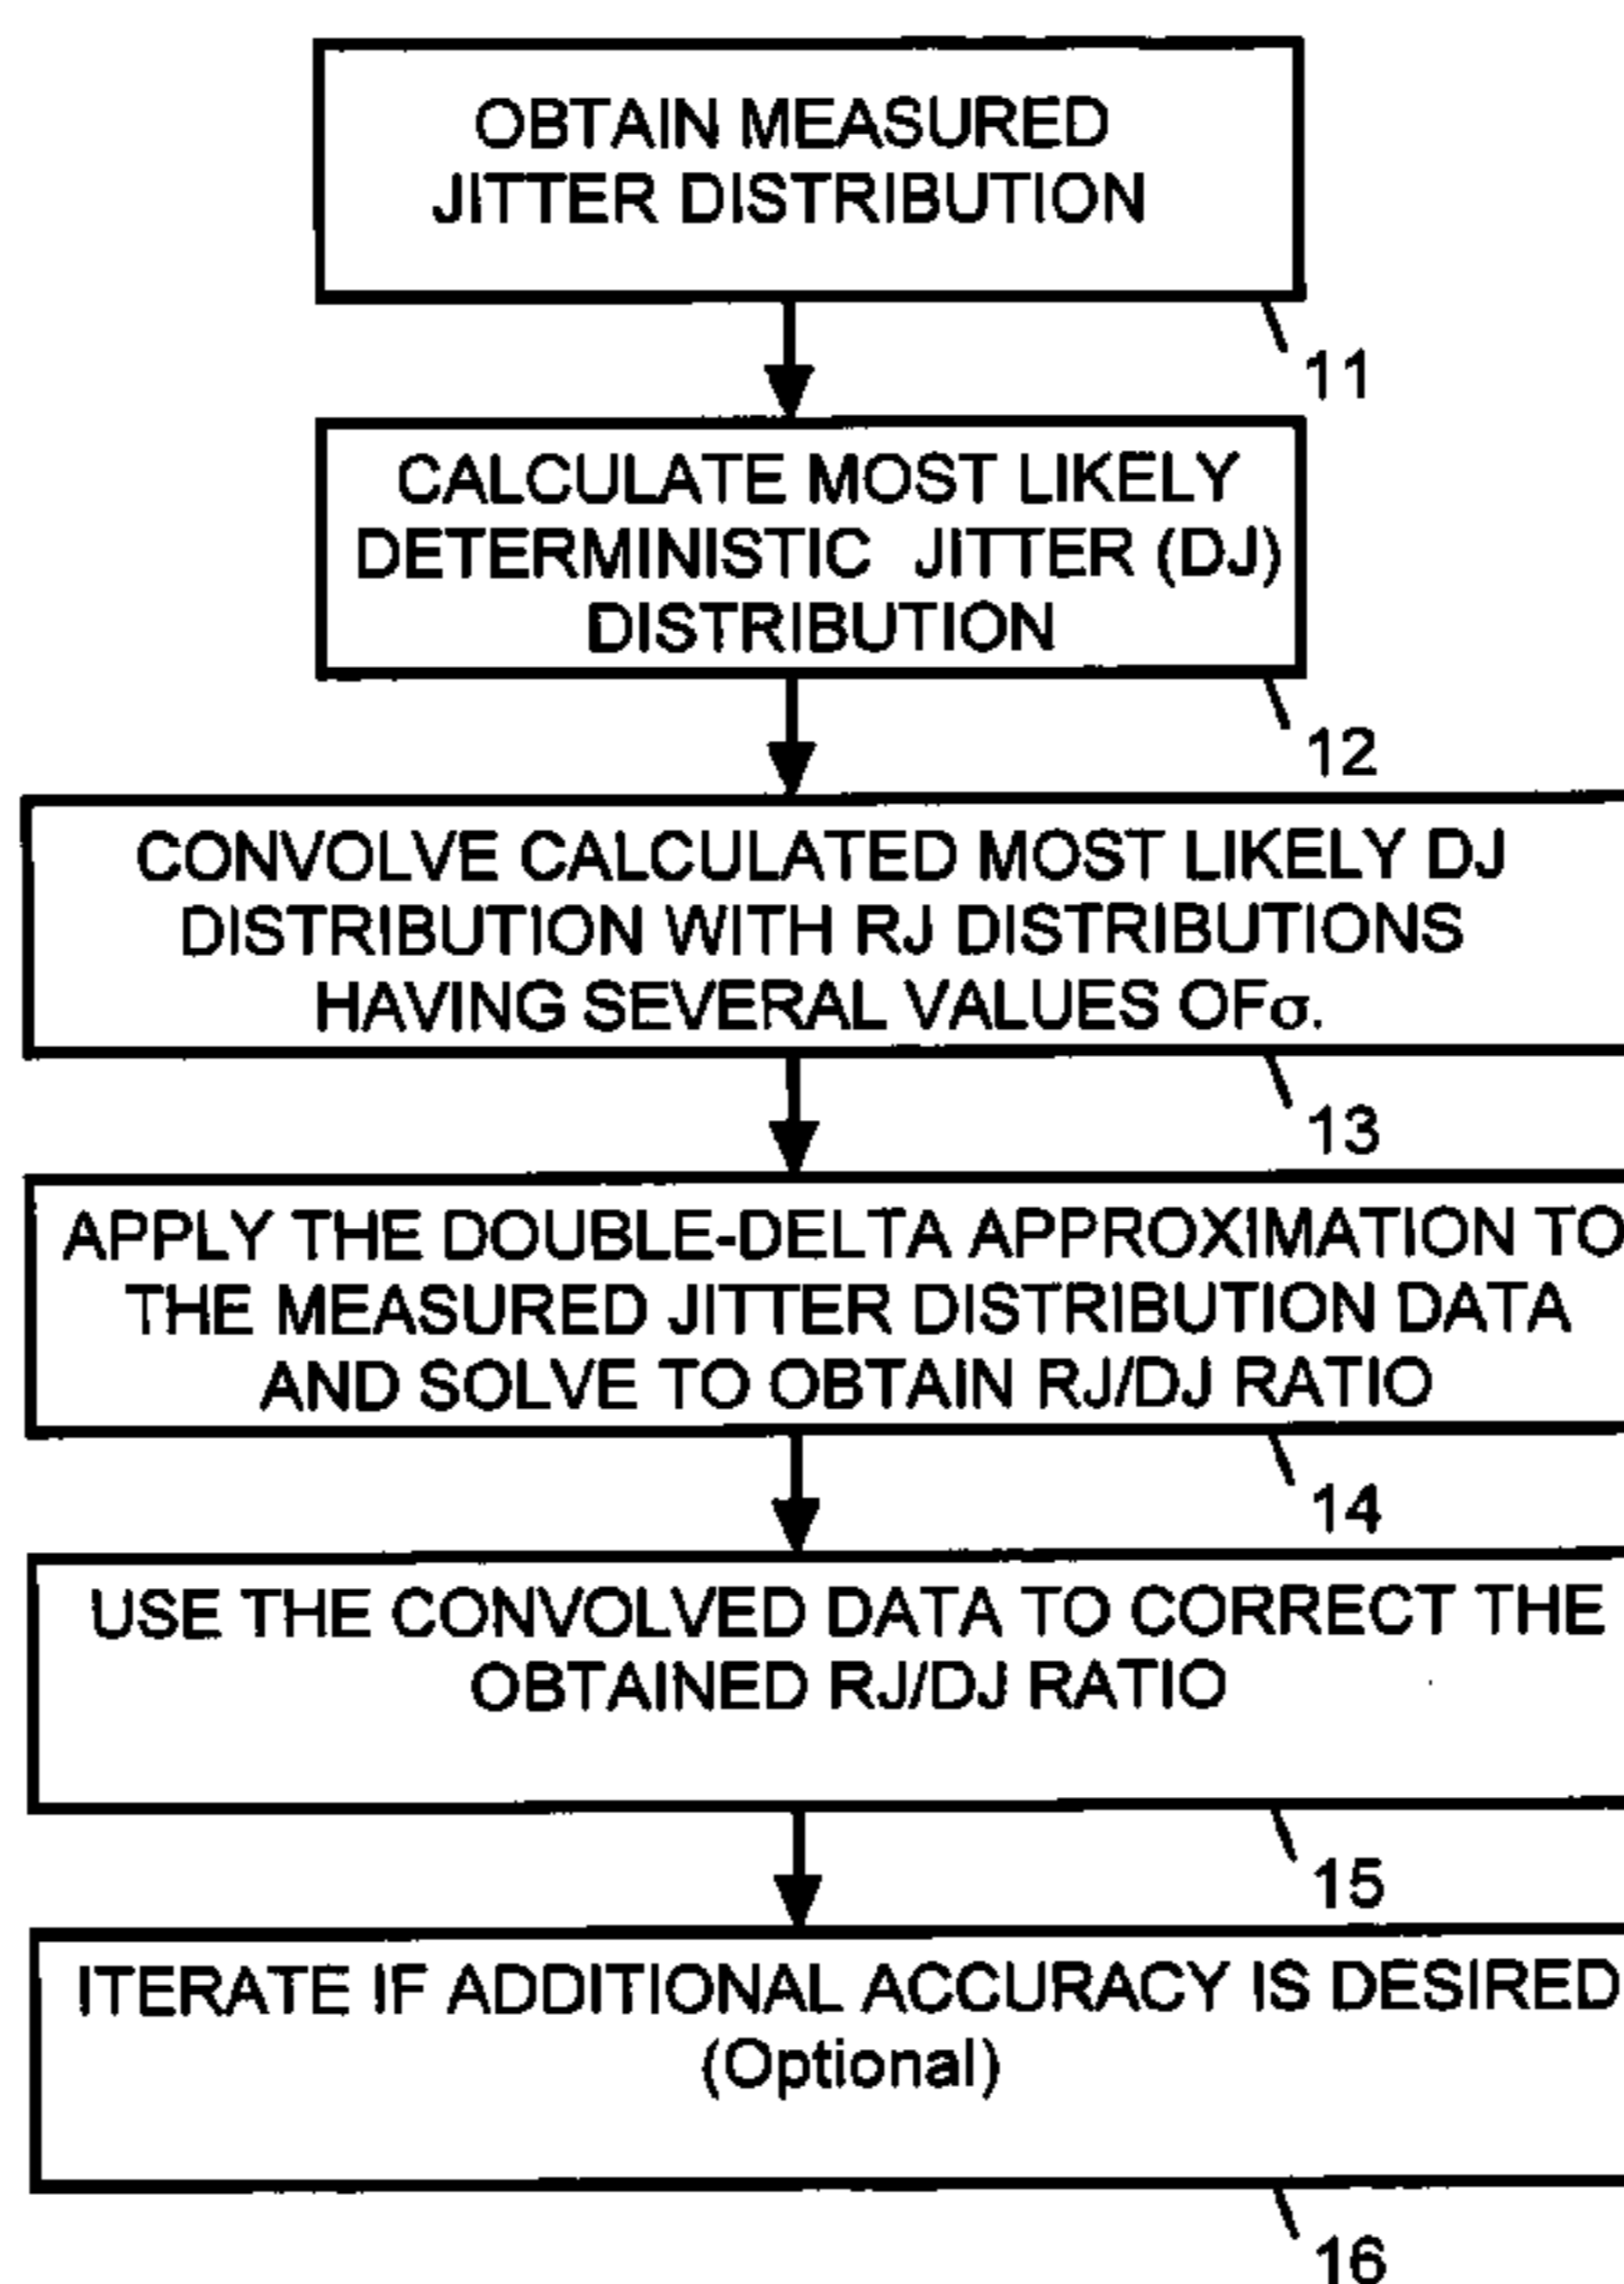 OBTAIN MEASURED
JITTER DISTRIBUTION
11
CALCULATE MOST LIKELY
DETERMINISTIC JITTER (DJ)
DISTRIBUTION
12
CONVOLVE CALCULATED MOST LIKELY DJ
DISTRIBUTION WITH RJ DISTRIBUTIONS
HAVING SEVERAL VALUES OFσ.
13
APPLY THE DOUBLE-DELTA APPROXIMATION TO
THE MEASURED JITTER DISTRIBUTION DATA
AND SOLVE TO OBTAIN RJ/DJ RATIO
14
USE THE CONVOLVED DATA TO CORRECT THE
OBTAINED RJ/DJ RATIO
15
ITERATE IF ADDITIONAL ACCURACY IS DESIRED
(Optional)
16